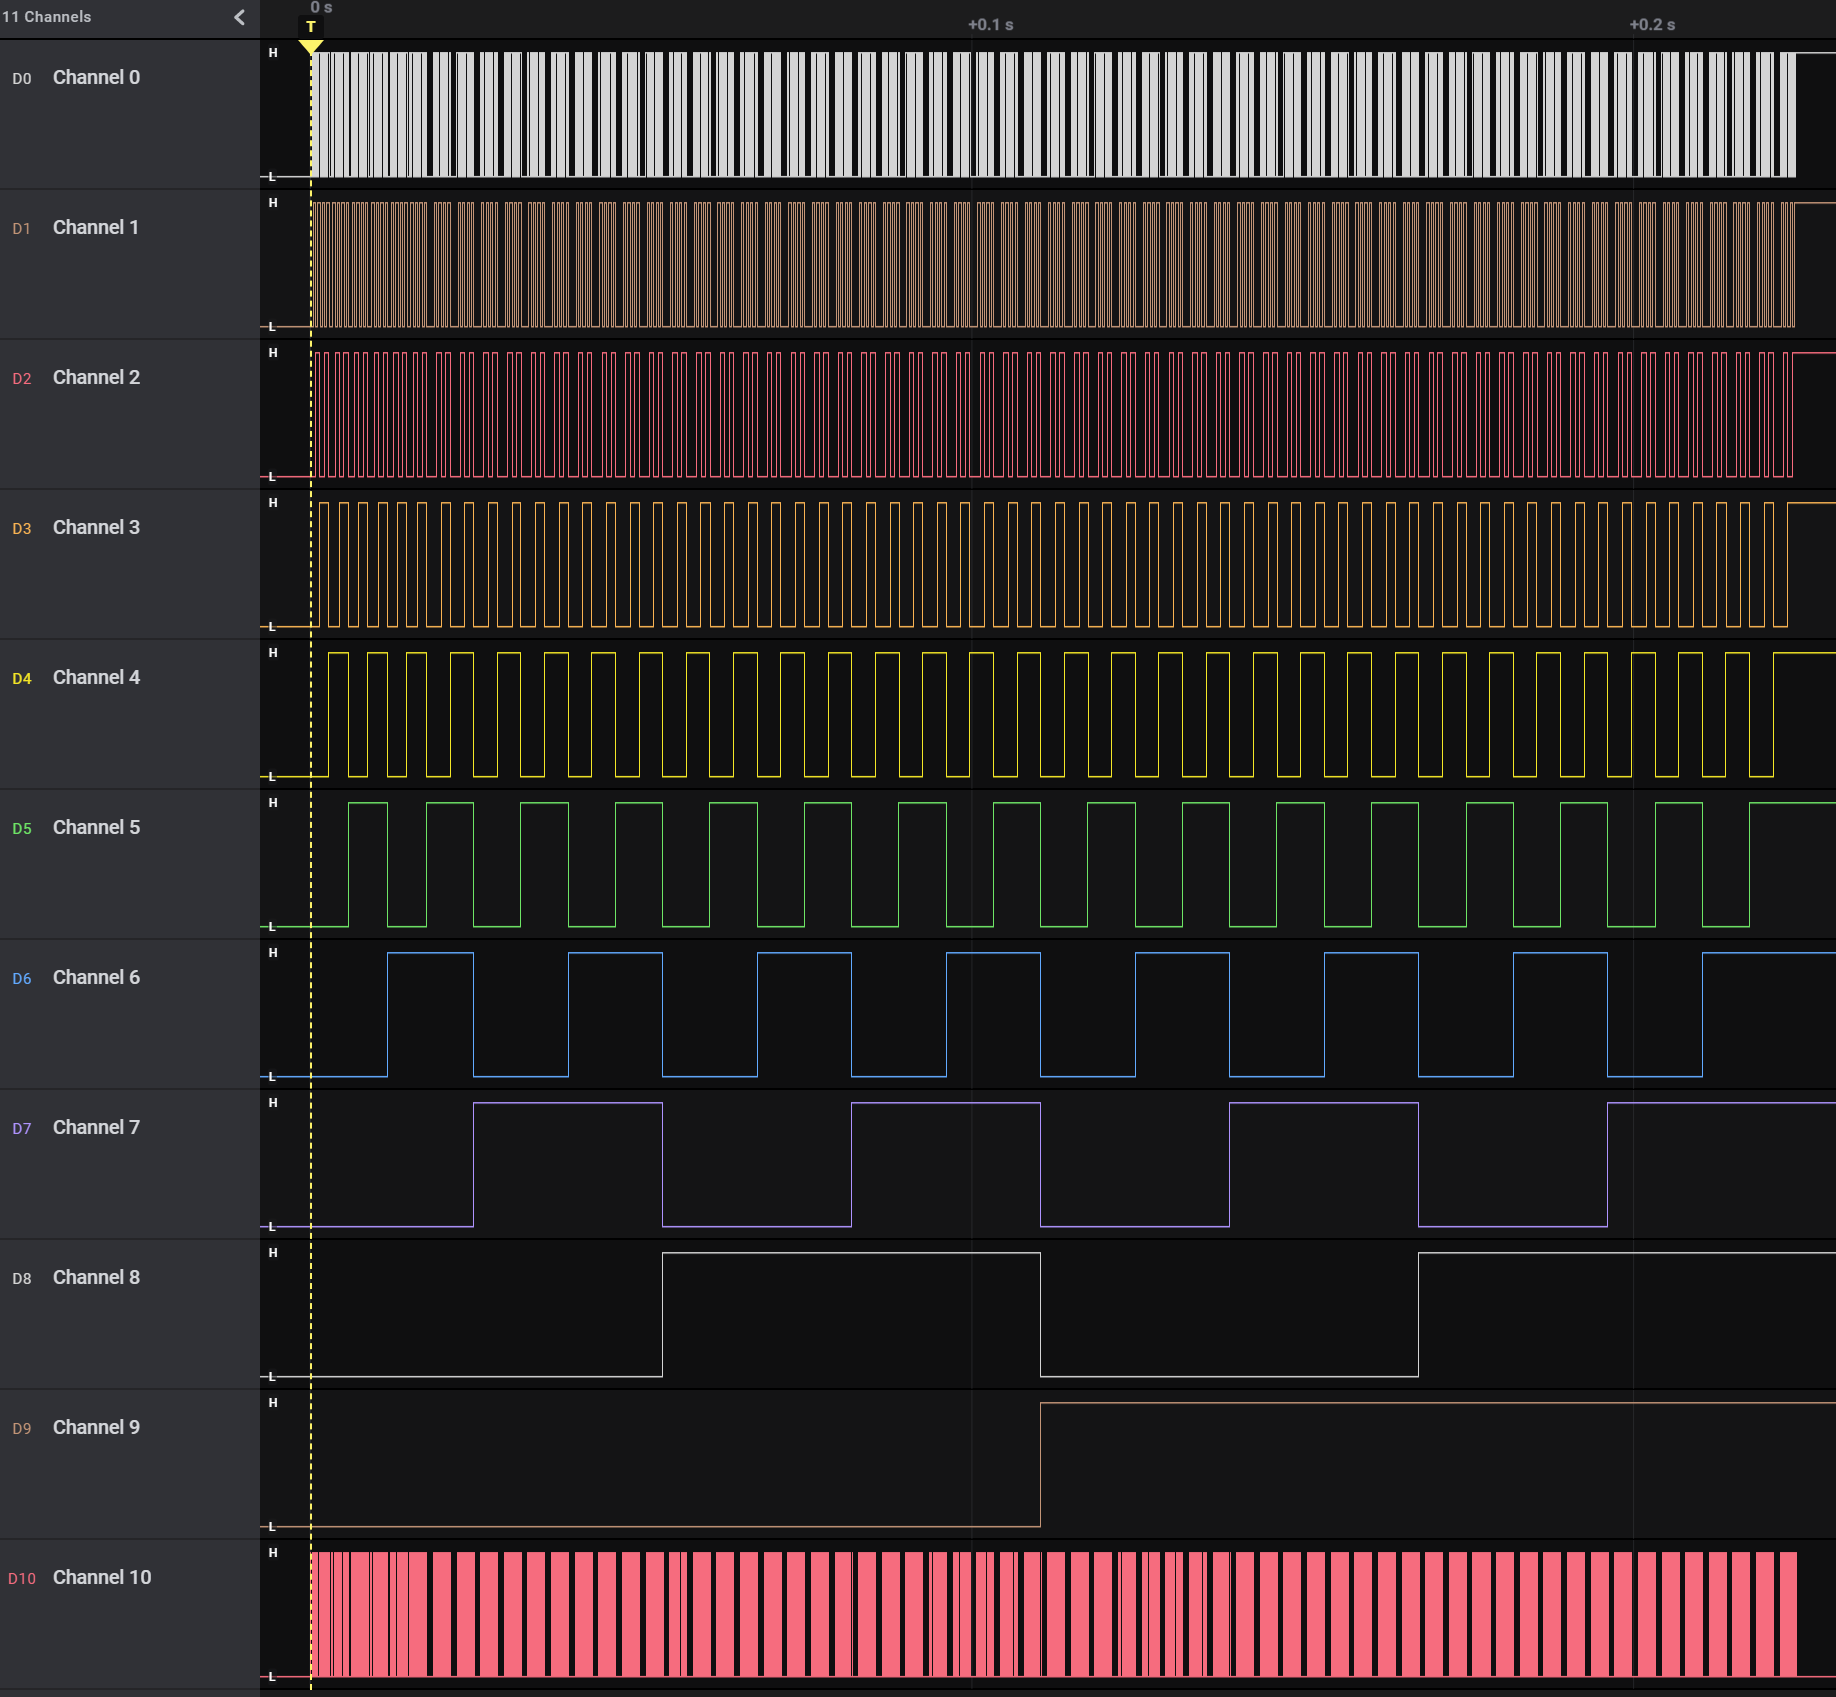 11 Channels
0 s
T
+0.1 s
+0.2 s
D0 Channel 0
H
L
D1 Channel 1
H
L
D2 Channel 2
H
L
D3 Channel 3
H
L
D4 Channel 4
H
L
D5 Channel 5
H
L
D6 Channel 6
H
L
D7 Channel 7
H
L
D8 Channel 8
H
L
D9 Channel 9
H
L
D10 Channel 10
H
L